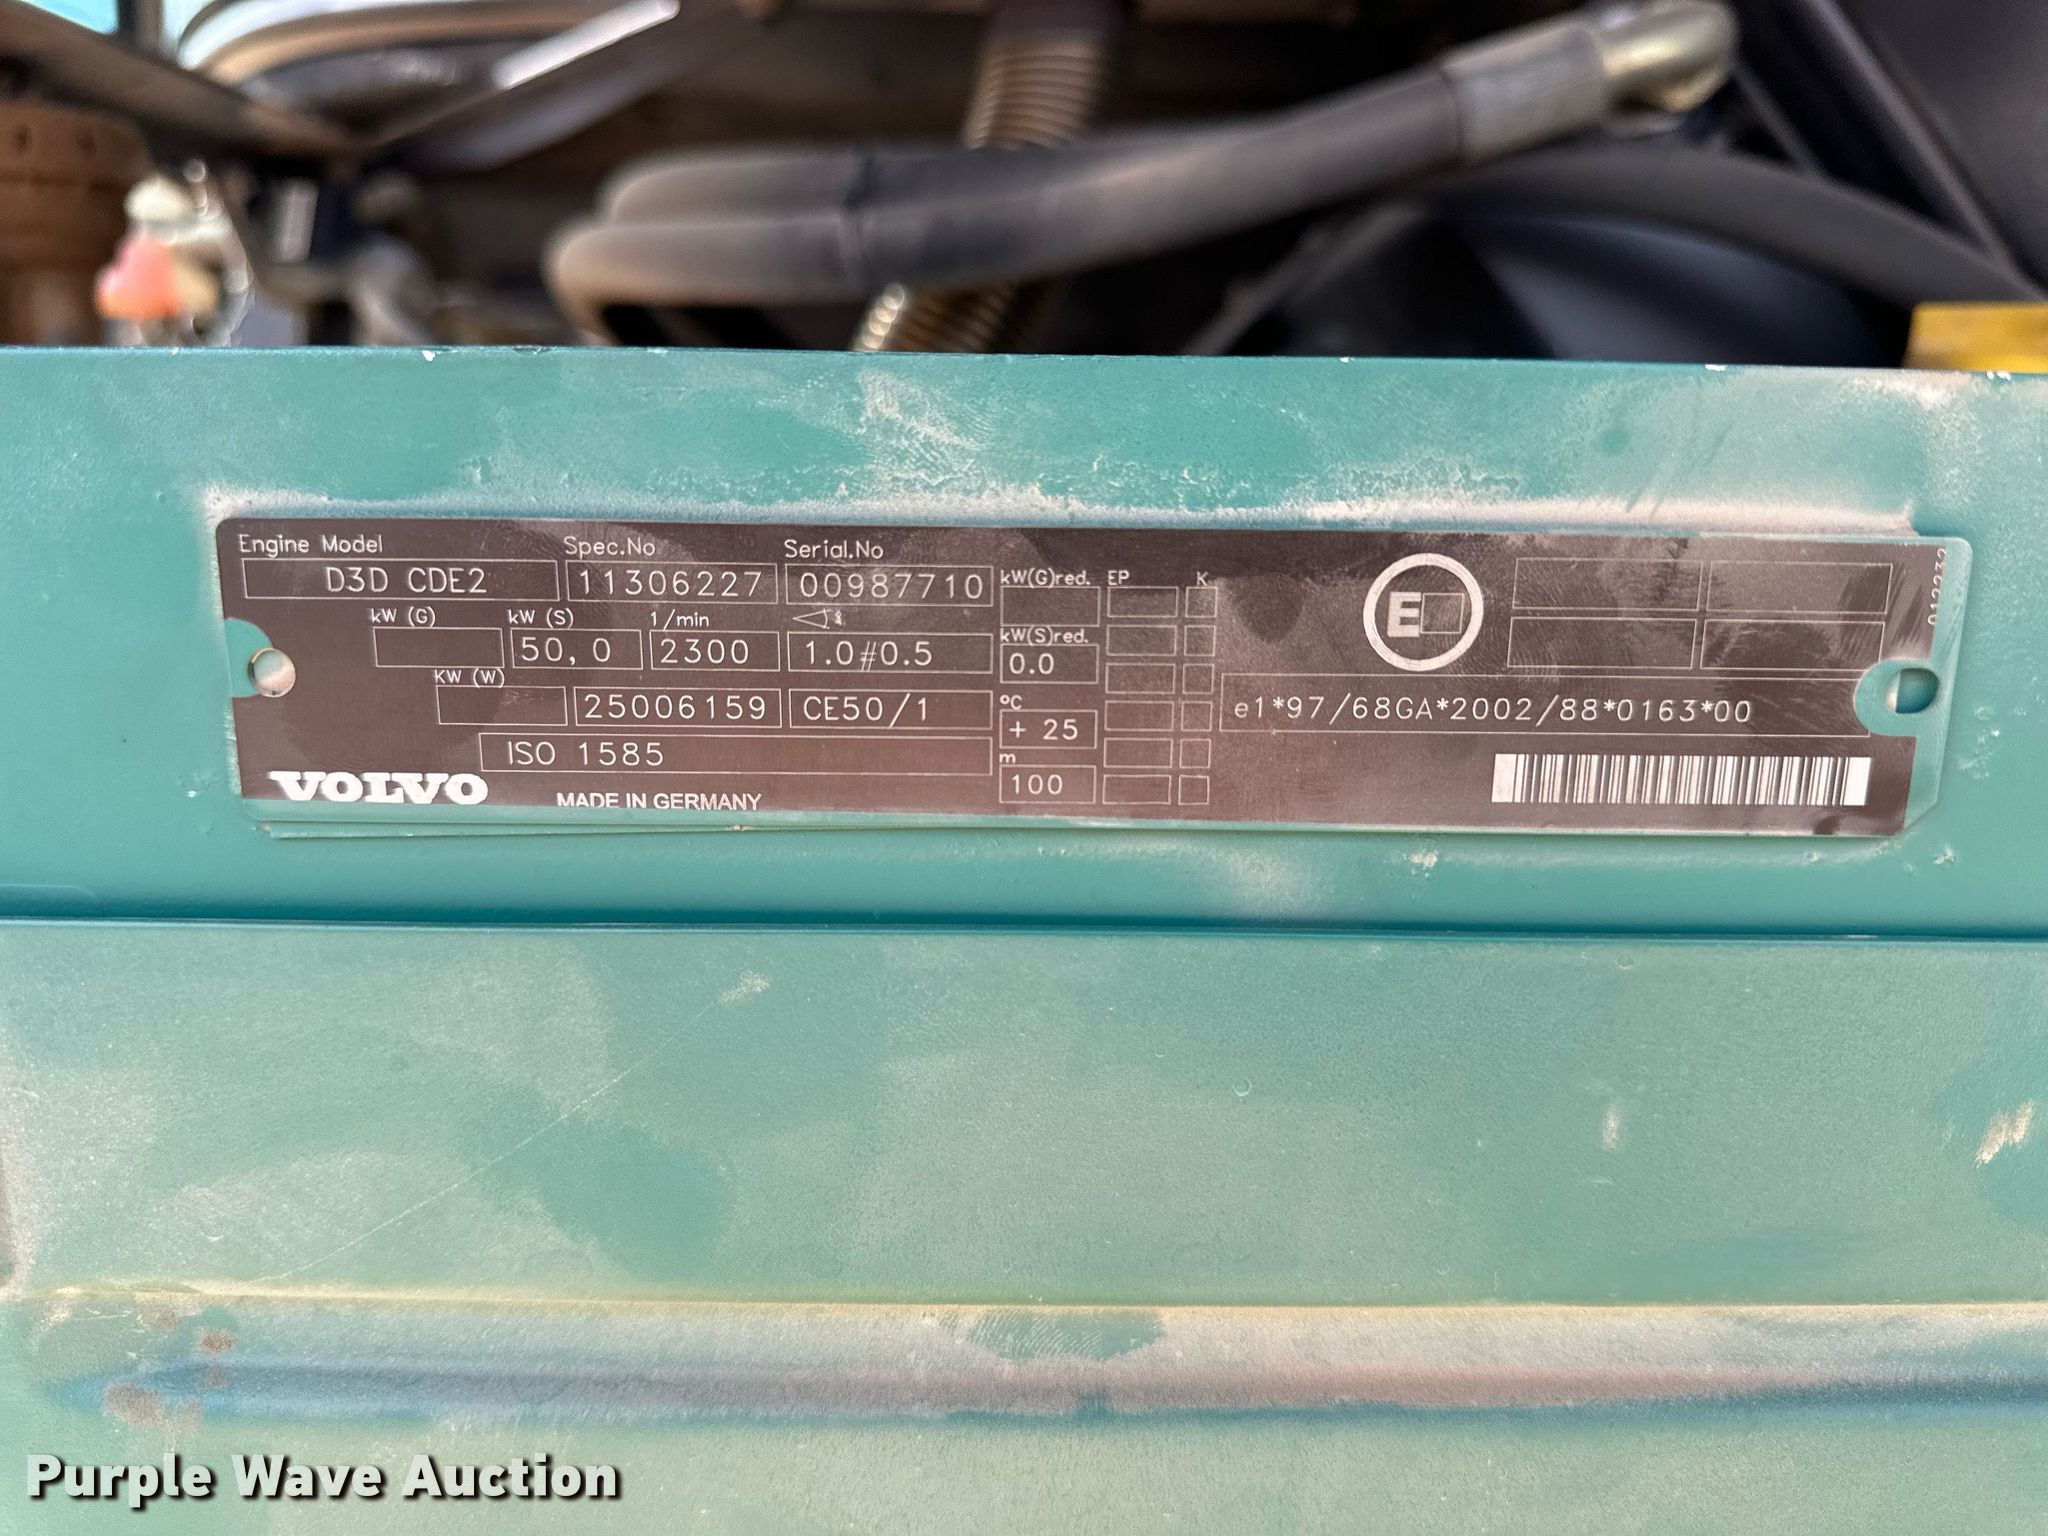 Engine Model Spec.No Serial.No
D3D CDE2 11306227 00987710
kW(G)red. EP K
kW (G) kW (S) 1/min
50,0 2300 1.0#0.5
kW(S)red.
0.0
KW (W)
25006159 CE50/1
°C
+ 25
ISO 1585
m
100
VOLVO
MADE IN GERMANY
E
e1*97/68GA*2002/88*0163*00
012232
Purple Wave Auction